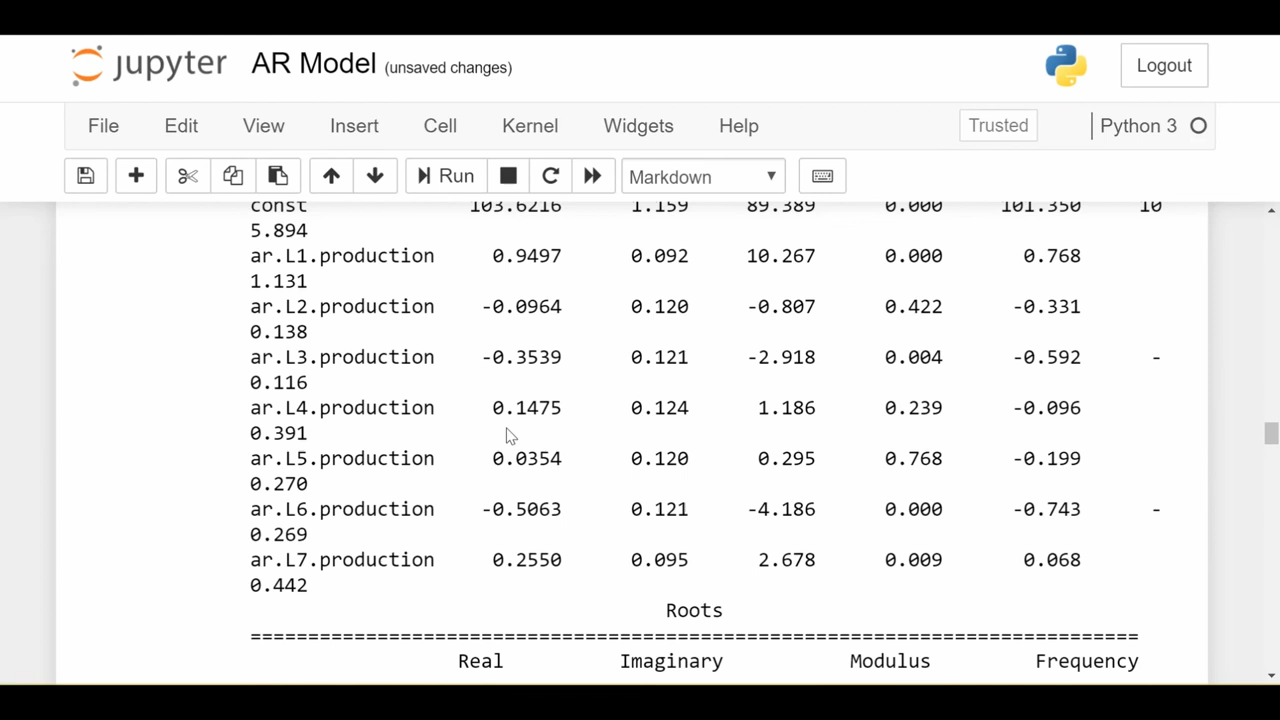 jupyter AR Model (unsaved changes) Logout
File Edit View Insert Cell Kernel Widgets Help Trusted Python 3
Run Markdown
const 103.6216 1.159 89.389 0.000 101.350 10
5.894
ar.L1.production 0.9497 0.092 10.267 0.000 0.768
1.131
ar.L2.production -0.0964 0.120 -0.807 0.422 -0.331
0.138
ar.L3.production -0.3539 0.121 -2.918 0.004 -0.592 -
0.116
ar.L4.production 0.1475 0.124 1.186 0.239 -0.096
0.391
ar.L5.production 0.0354 0.120 0.295 0.768 -0.199
0.270
ar.L6.production -0.5063 0.121 -4.186 0.000 -0.743 -
0.269
ar.L7.production 0.2550 0.095 2.678 0.009 0.068
0.442
Roots
=============================================================================
Real Imaginary Modulus Frequency